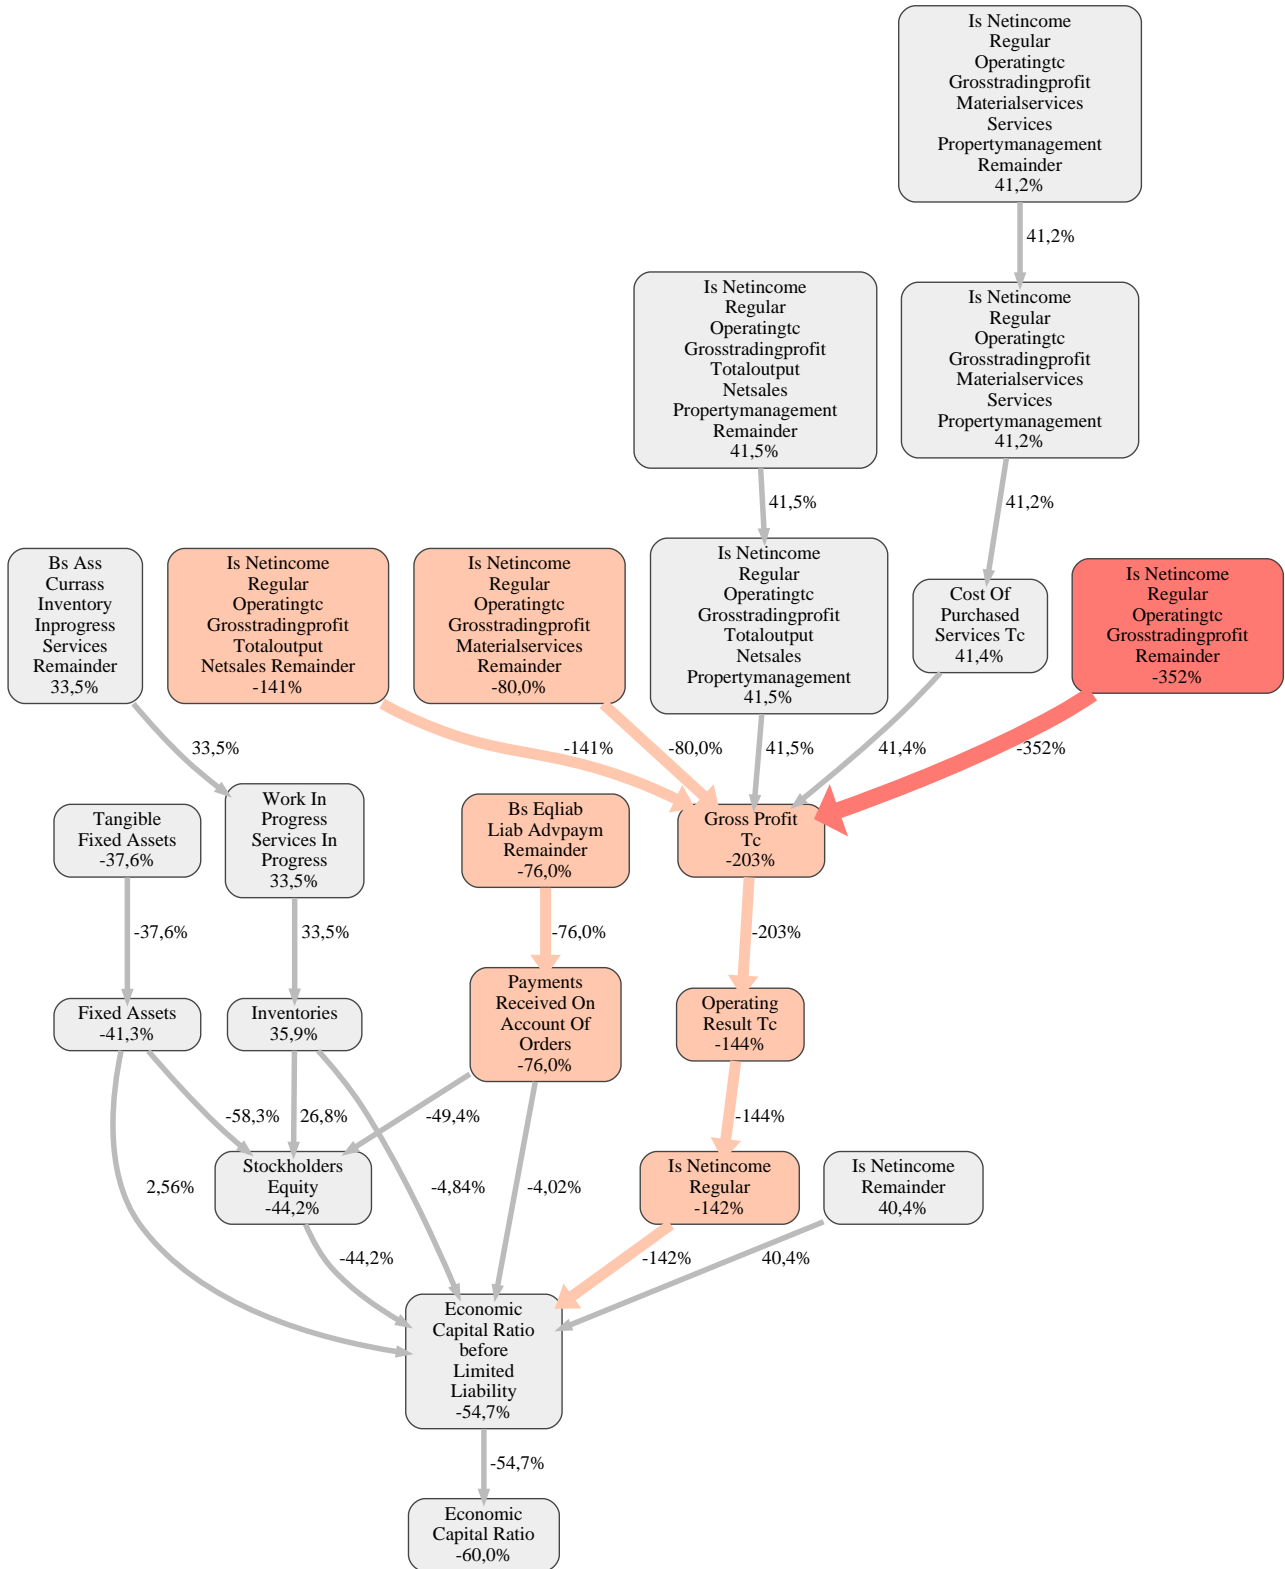 Is Netincome
Regular
Operatingtc
Grosstradingprofit
Materialservices
Services
Propertymanagement
Remainder
41,2%
41,2%
Is Netincome
Regular
Operatingtc
Grosstradingprofit
Totaloutput
Netsales
Propertymanagement
Remainder
41,5%
Is Netincome
Regular
Operatingtc
Grosstradingprofit
Materialservices
Services
Propertymanagement
41,2%
41,5%
41,2%
Bs Ass
Currass
Inventory
Inprogress
Services
Remainder
33,5%
Is Netincome
Regular
Operatingtc
Grosstradingprofit
Totaloutput
Netsales Remainder
-141%
Is Netincome
Regular
Operatingtc
Grosstradingprofit
Materialservices
Remainder
-80,0%
Is Netincome
Regular
Operatingtc
Grosstradingprofit
Totaloutput
Netsales
Propertymanagement
41,5%
Cost Of
Purchased
Services Tc
41,4%
Is Netincome
Regular
Operatingtc
Grosstradingprofit
Remainder
-352%
33,5%
-141%
-80,0%
41,5%
41,4%
-352%
Tangible
Fixed Assets
-37,6%
Work In
Progress
Services In
Progress
33,5%
Bs Eqliab
Liab Advpaym
Remainder
-76,0%
Gross Profit
Tc
-203%
-37,6%
33,5%
-76,0%
-203%
Fixed Assets
-41,3%
Inventories
35,9%
Payments
Received On
Account Of
Orders
-76,0%
Operating
Result Tc
-144%
-58,3%
26,8%
-49,4%
-144%
Stockholders
Equity
-44,2%
Is Netincome
Regular
-142%
Is Netincome
Remainder
40,4%
2,56%
-4,84%
-4,02%
-44,2%
-142%
40,4%
Economic
Capital Ratio
before
Limited
Liability
-54,7%
-54,7%
Economic
Capital Ratio
-60,0%